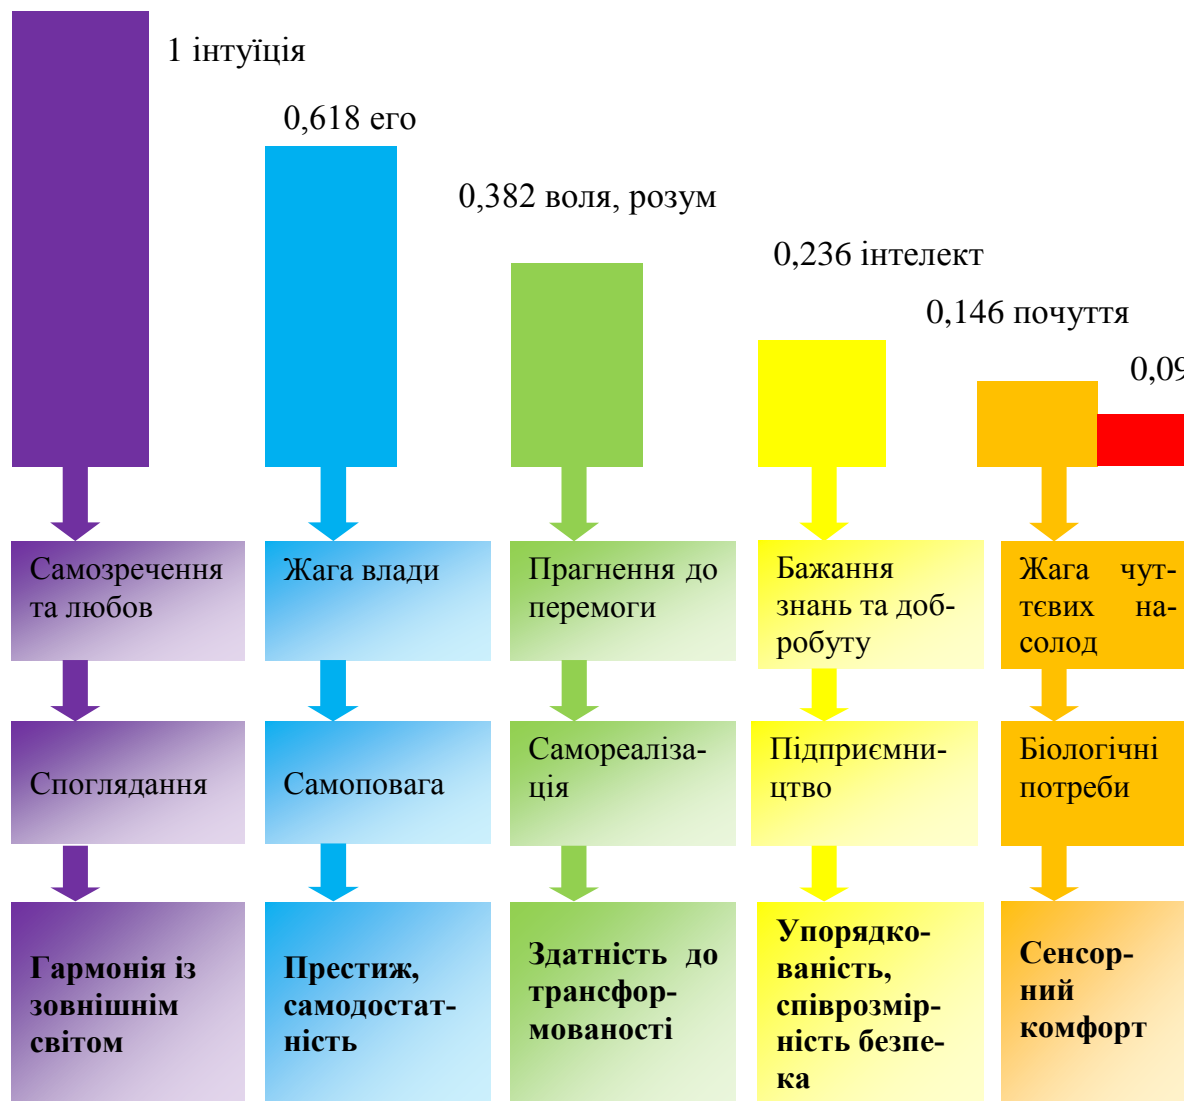 1 інтуїція
0,618 его
0,382 воля, розум
0,236 інтелект
0,146 почуття
0,09
Самозречення
та любов
Жага влади
Прагнення до
перемоги
Бажання
знань та доб-
робуту
Жага чут-
тєвих на-
солод
Споглядання
Самоповага
Самореаліза-
ція
Підприємни-
цтво
Біологічні
потреби
Гармонія із
зовнішнім
світом
Престиж,
самодостат-
ність
Здатність до
трансфор-
мованості
Упорядко-
ваність,
співрозмір-
ність безпе-
ка
Сенсор-
ний
комфорт